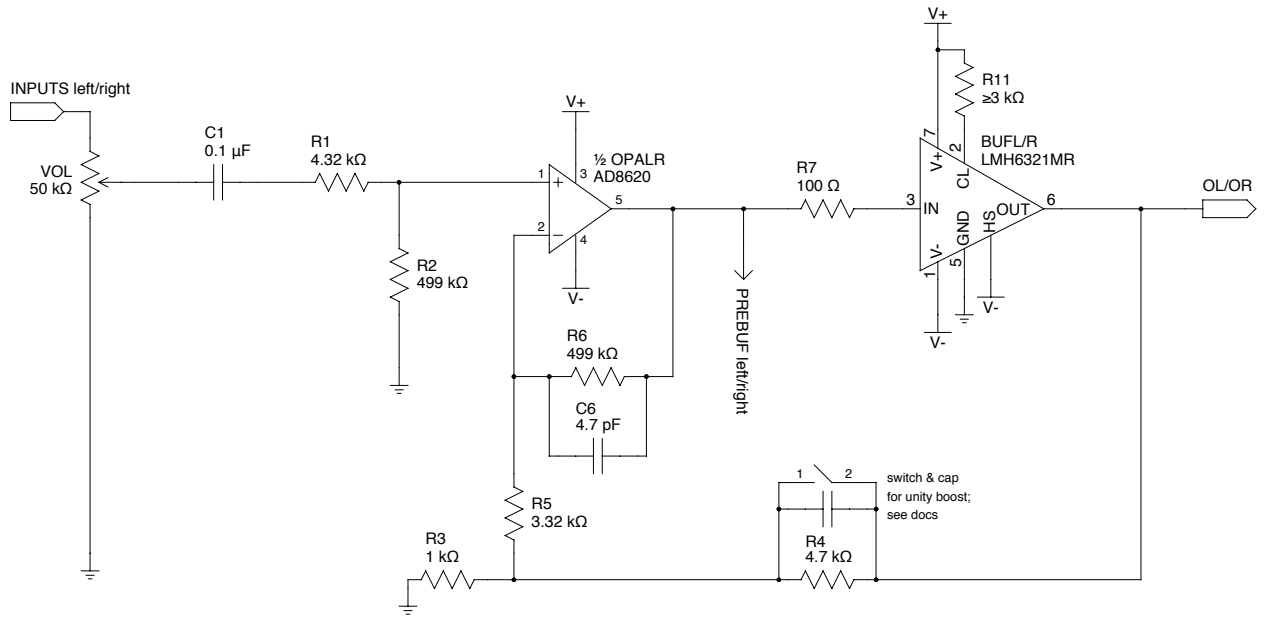 V+
INPUTS left/right
R11
≥3 kΩ
V+
C1
0.1 µF
R1
4.32 kΩ
VOL
50 kΩ
½ OPALR
AD8620
1
+
3
5
2
−
4
V-
R2
499 kΩ
R7
100 Ω
BUFL/R
LMH6321MR
7
V+
2
CL
3
IN
OUT
6
V-
1
GND
5
HS
V-
V-
OL/OR
PREBUF left/right
R6
499 kΩ
C6
4.7 pF
1
2
switch & cap
for unity boost;
see docs
R5
3.32 kΩ
R3
1 kΩ
R4
4.7 kΩ